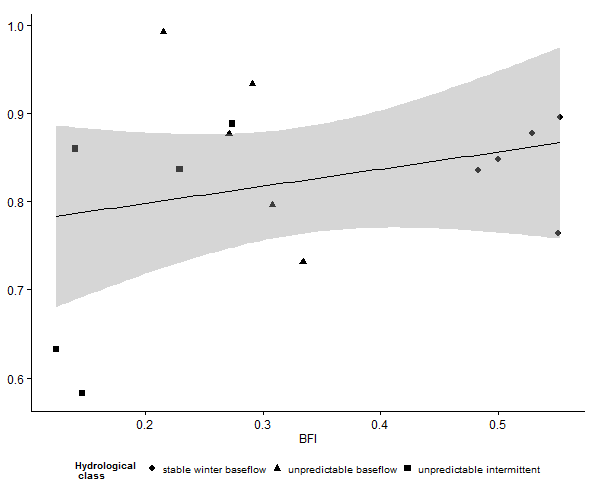 1.0
0.9
0.8
0.7
0.6
0.2 0.3 0.4 0.5
BFI
Hydrological
class
stable winter baseflow unpredictable baseflow unpredictable intermittent